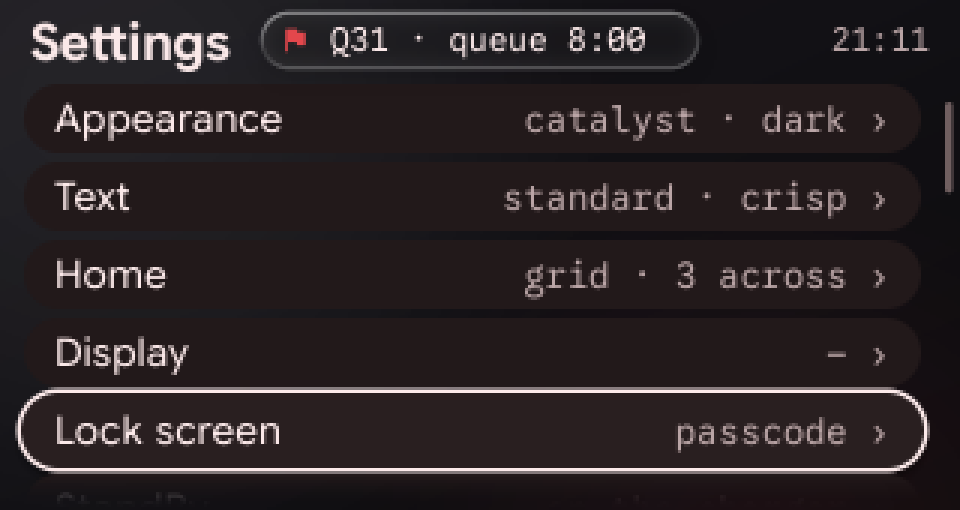 Settings Q31 · queue 8:00 21:11
Appearance catalyst · dark ›
Text standard · crisp ›
Home grid · 3 across ›
Display – ›
Lock screen passcode ›